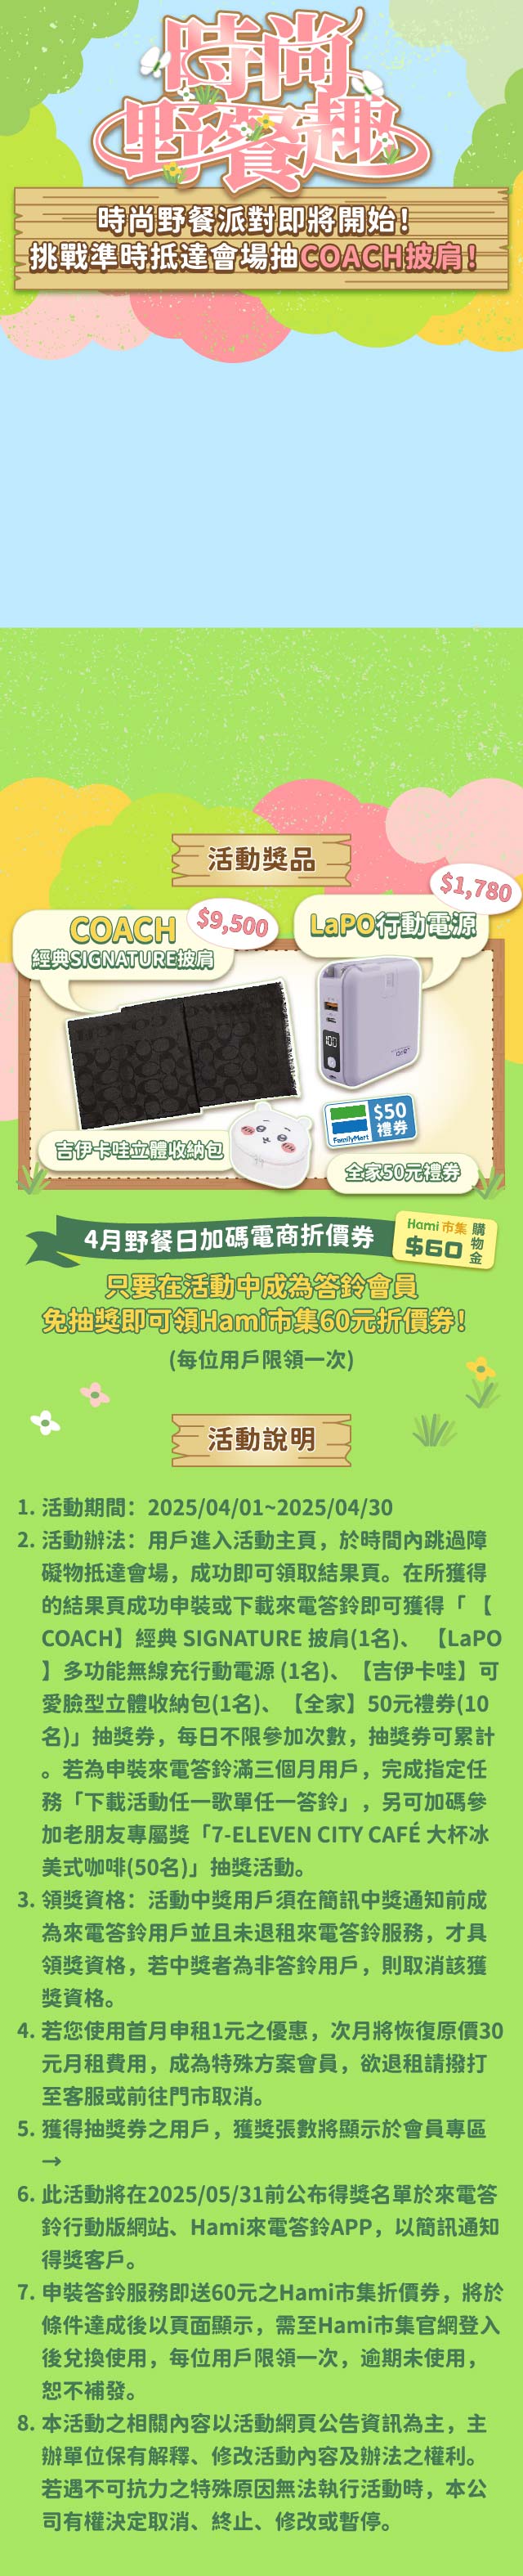 時尚
野餐趣
時尚野餐派對即將開始!
挑戰準時抵達會場抽COACH披肩!
活動獎品
$1,780
COACH
$9,500
LaPO行動電源
經典SIGNATURE披肩
$50
禮券
FamilyMart
吉伊卡哇立體收納包
全家50元禮券
4月野餐日加碼電商折價券
Hami 市集 購物金
$60
只要在活動中成為答鈴會員
免抽獎即可領Hami市集60元折價券!
(每位用戶限領一次)
活動說明
1. 活動期間：2025/04/01~2025/04/30
2. 活動辦法：用戶進入活動主頁，於時間內跳過障
礙物抵達會場，成功即可領取結果頁。在所獲得
的結果頁成功申裝或下載來電答鈴即可獲得「【
COACH】經典 SIGNATURE 披肩(1名)、【LaPO
】多功能無線充行動電源 (1名)、【吉伊卡哇】可
愛臉型立體收納包(1名)、【全家】50元禮券(10
名)」抽獎券，每日不限參加次數，抽獎券可累計
。若為申裝來電答鈴滿三個月用戶，完成指定任
務「下載活動任一歌單任一答鈴」，另可加碼參
加老朋友專屬獎「7-ELEVEN CITY CAFÉ 大杯冰
美式咖啡(50名)」抽獎活動。
3. 領獎資格：活動中獎用戶須在簡訊中獎通知前成
為來電答鈴用戶並且未退租來電答鈴服務，才具
領獎資格，若中獎者為非答鈴用戶，則取消該獲
獎資格。
4. 若您使用首月申租1元之優惠，次月將恢復原價30
元月租費用，成為特殊方案會員，欲退租請撥打
至客服或前往門市取消。
5. 獲得抽獎券之用戶，獲獎張數將顯示於會員專區
→
6. 此活動將在2025/05/31前公布得獎名單於來電答
鈴行動版網站、Hami來電答鈴APP，以簡訊通知
得獎客戶。
7. 申裝答鈴服務即送60元之Hami市集折價券，將於
條件達成後以頁面顯示，需至Hami市集官網登入
後兌換使用，每位用戶限領一次，逾期未使用，
恕不補發。
8. 本活動之相關內容以活動網頁公告資訊為主，主
辦單位保有解釋、修改活動內容及辦法之權利。
若遇不可抗力之特殊原因無法執行活動時，本公
司有權決定取消、終止、修改或暫停。